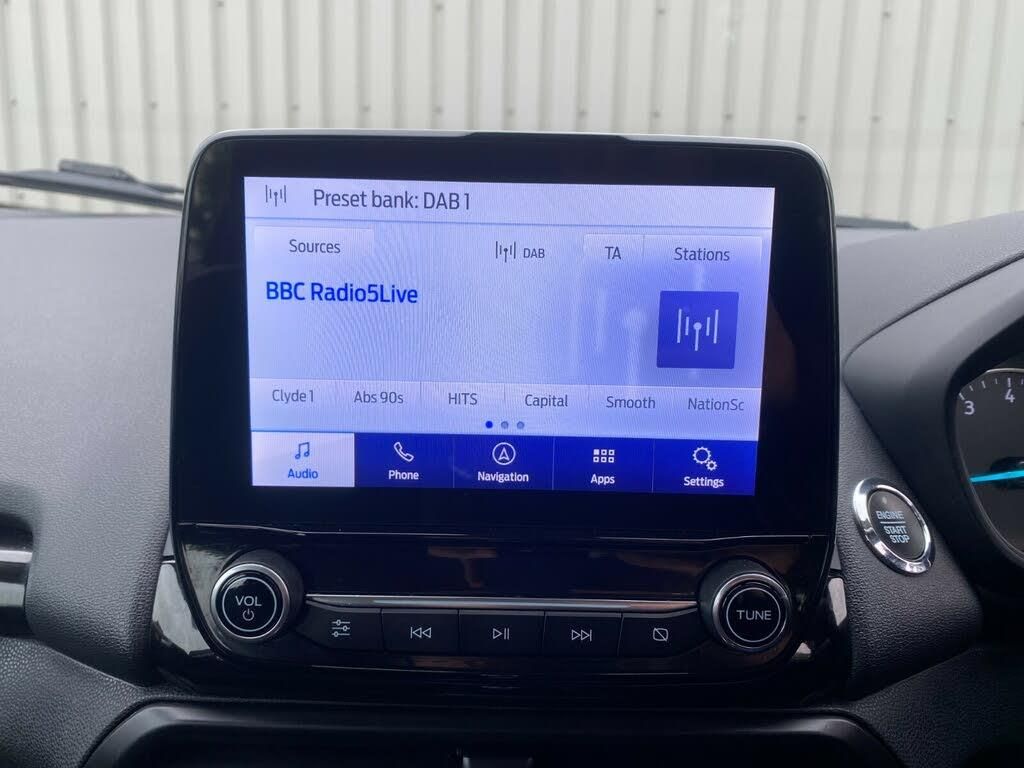 Preset bank: DAB 1
Sources
DAB
TA
Stations
BBC Radio5Live
Clyde 1
Abs 90s
HITS
Capital
Smooth
NationSc
Audio
Phone
Navigation
Apps
Settings
3
4
ENGINE
START
STOP
VOL
TUNE